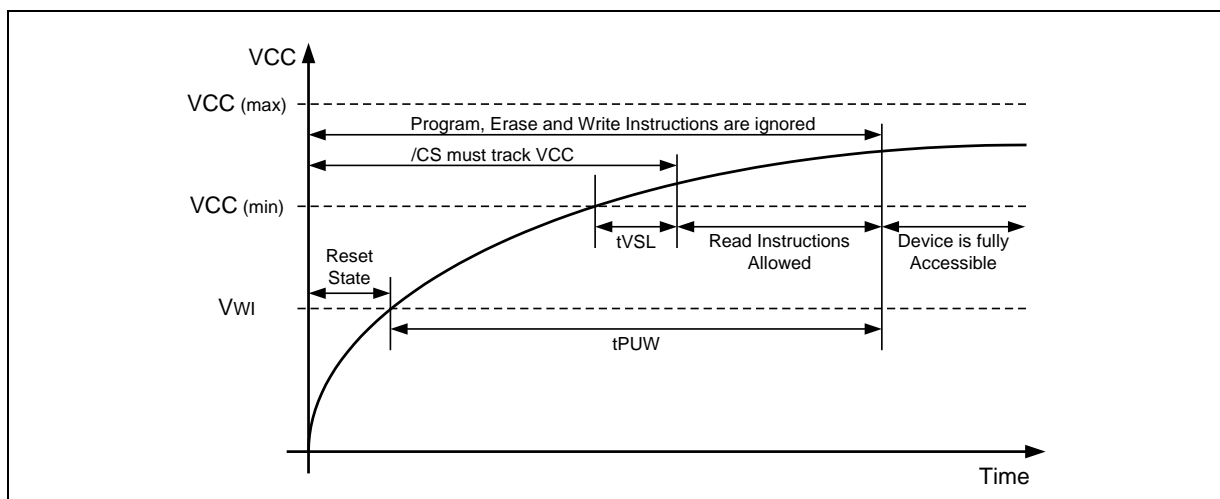 VCC
VCC (max)
Program, Erase and Write Instructions are ignored
/CS must track VCC
VCC (min)
tVSL
Read Instructions
Allowed
Device is fully
Accessible
Reset
State
VWI
tPUW
Time